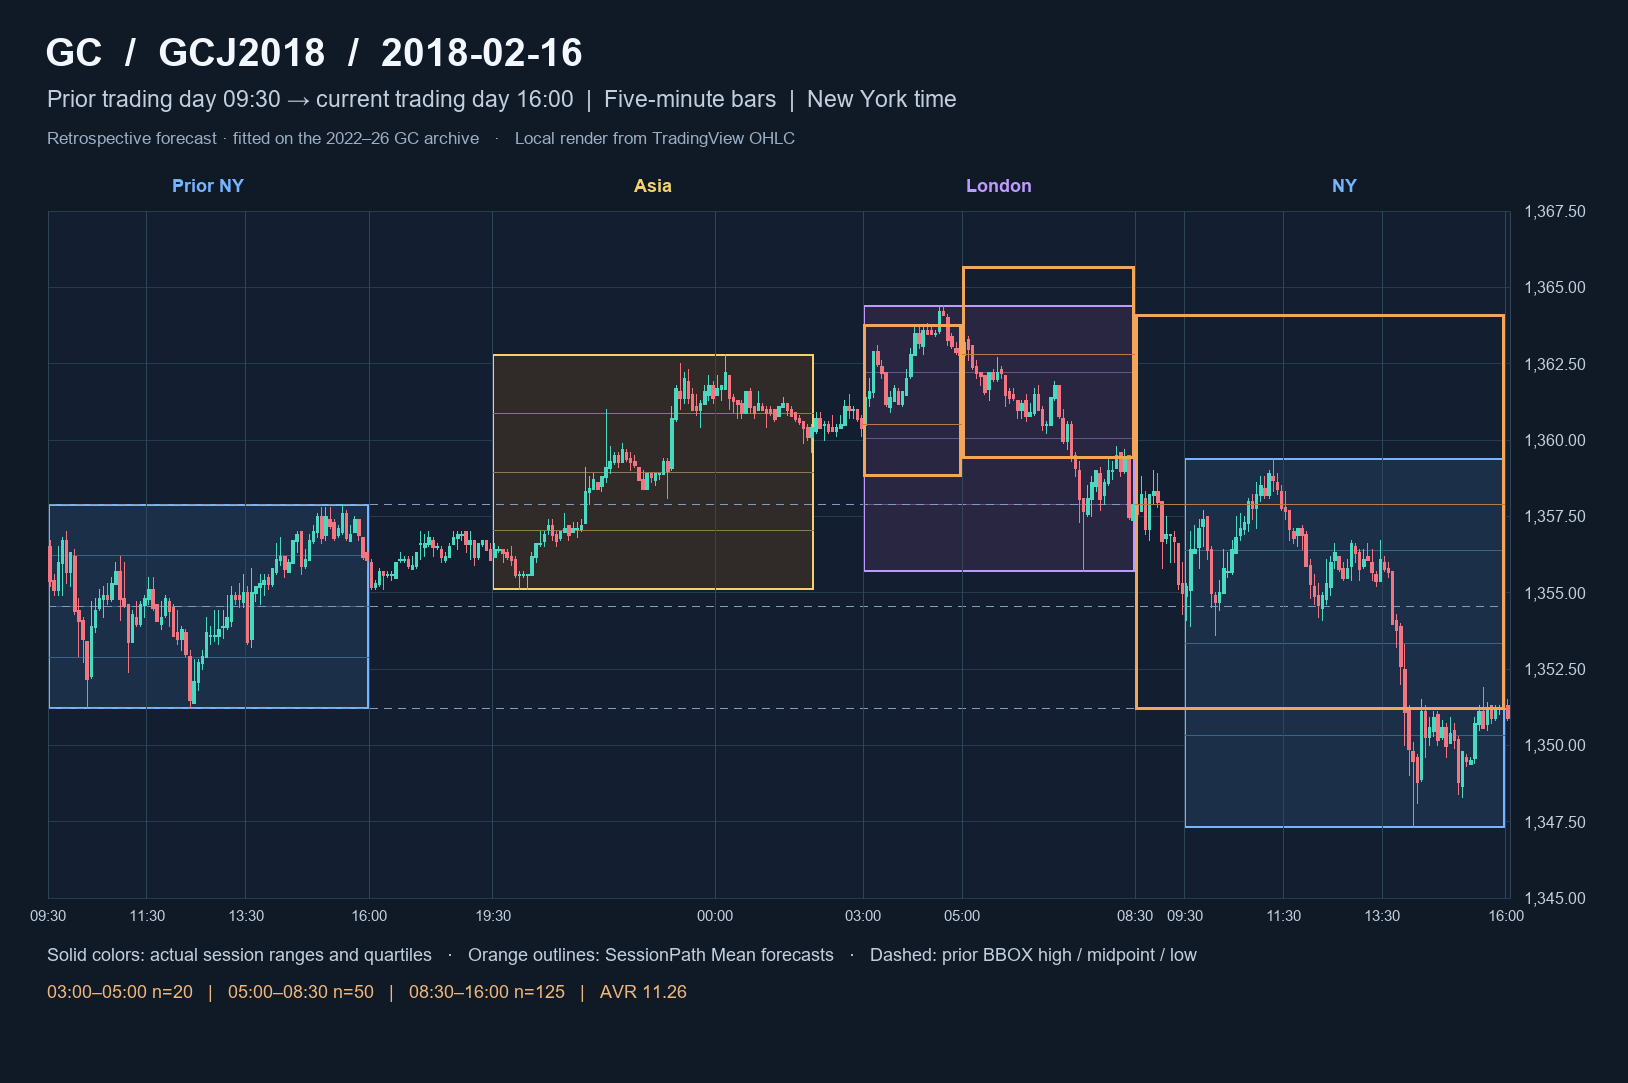 GC / GCJ2018 / 2018-02-16
Prior trading day 09:30 → current trading day 16:00 | Five-minute bars | New York time
Retrospective forecast · fitted on the 2022–26 GC archive · Local render from TradingView OHLC
Prior NY Asia London NY
1,367.50
1,365.00
1,362.50
1,360.00
1,357.50
1,355.00
1,352.50
1,350.00
1,347.50
1,345.00
09:30 11:30 13:30 16:00 19:30 00:00 03:00 05:00 08:30 09:30 11:30 13:30 16:00
Solid colors: actual session ranges and quartiles · Orange outlines: SessionPath Mean forecasts · Dashed: prior BBOX high / midpoint / low
03:00–05:00 n=20 | 05:00–08:30 n=50 | 08:30–16:00 n=125 | AVR 11.26